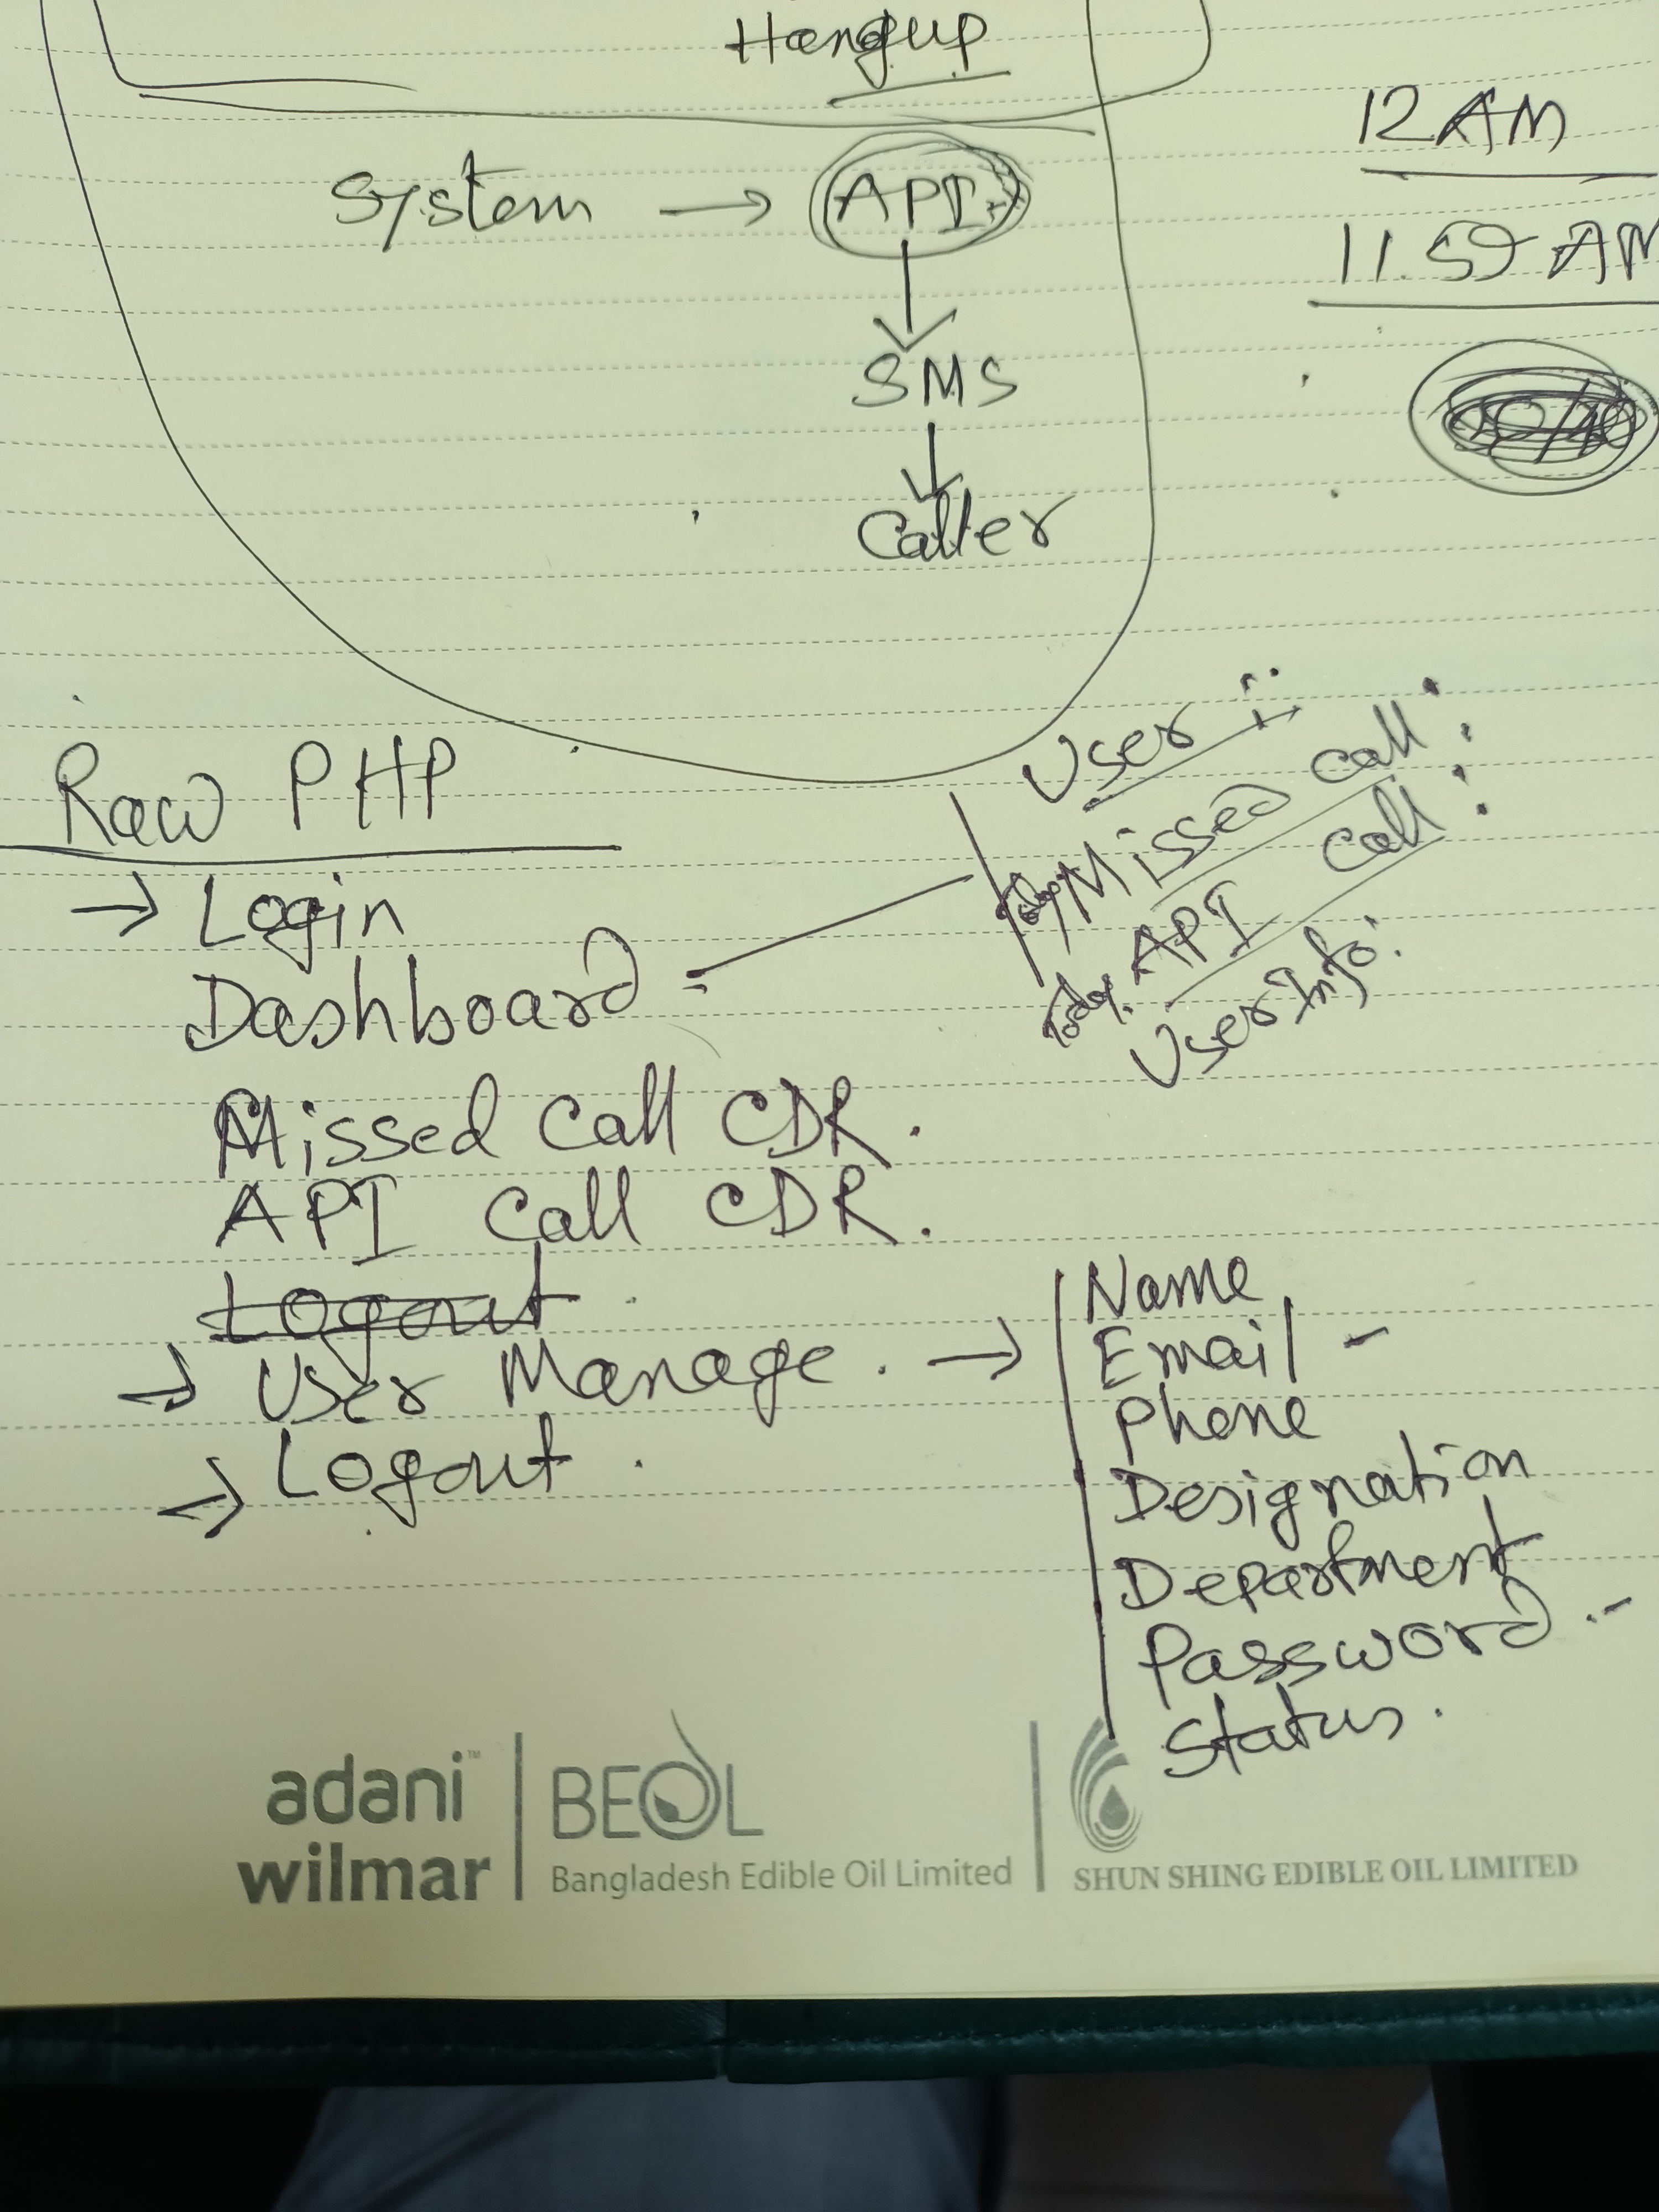 Hangup
12 AM
System → API
11.59 AM
SMS
Caller
User :
Today Missed Call :
Today API Call :
User Info :
Raw PHP
→ Login
Dashboard -
Missed Call CDR.
API Call CDR.
Logout.
→ User Manage. →
→ Logout.
Name
Email -
Phone
Designation
Department
Password -
Status.
adani™
wilmar
BEOL
Bangladesh Edible Oil Limited
SHUN SHING EDIBLE OIL LIMITED